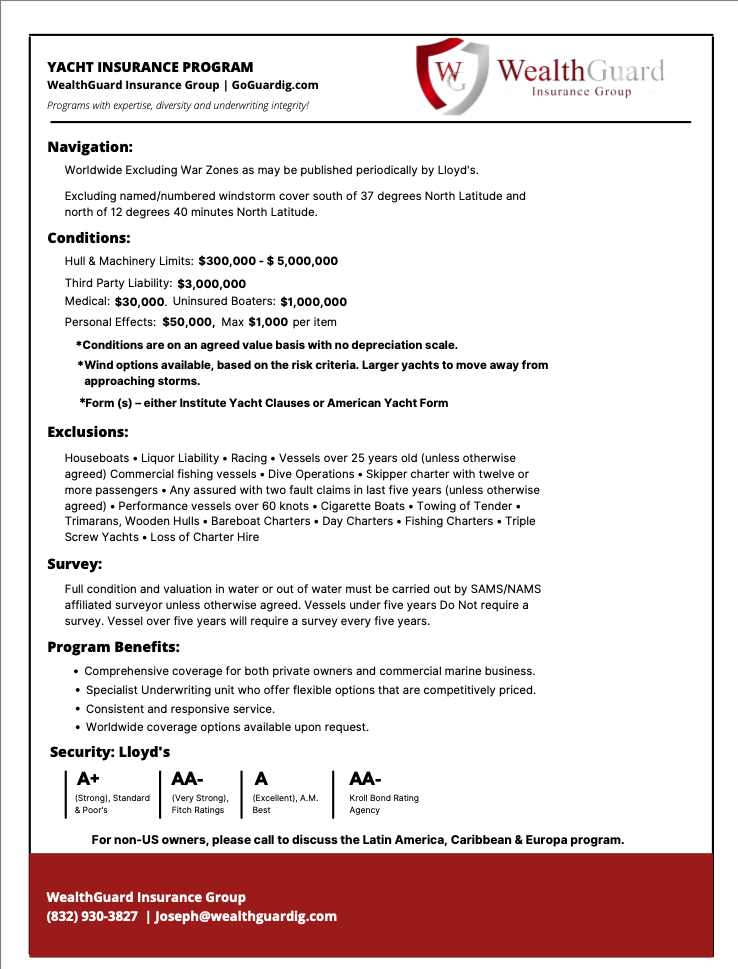 YACHT INSURANCE PROGRAM
WealthGuard Insurance Group | GoGuardig.com
Programs with expertise, diversity and underwriting integrity!
WG
WealthGuard
Insurance Group
Navigation:
Worldwide Excluding War Zones as may be published periodically by Lloyd's.
Excluding named/numbered windstorm cover south of 37 degrees North Latitude and
north of 12 degrees 40 minutes North Latitude.
Conditions:
Hull & Machinery Limits: $300,000 - $ 5,000,000
Third Party Liability: $3,000,000
Medical: $30,000. Uninsured Boaters: $1,000,000
Personal Effects: $50,000, Max $1,000 per item
*Conditions are on an agreed value basis with no depreciation scale.
*Wind options available, based on the risk criteria. Larger yachts to move away from
approaching storms.
*Form (s) – either Institute Yacht Clauses or American Yacht Form
Exclusions:
Houseboats • Liquor Liability • Racing • Vessels over 25 years old (unless otherwise
agreed) Commercial fishing vessels • Dive Operations • Skipper charter with twelve or
more passengers • Any assured with two fault claims in last five years (unless otherwise
agreed) • Performance vessels over 60 knots • Cigarette Boats • Towing of Tender •
Trimarans, Wooden Hulls • Bareboat Charters • Day Charters • Fishing Charters • Triple
Screw Yachts • Loss of Charter Hire
Survey:
Full condition and valuation in water or out of water must be carried out by SAMS/NAMS
affiliated surveyor unless otherwise agreed. Vessels under five years Do Not require a
survey. Vessel over five years will require a survey every five years.
Program Benefits:
• Comprehensive coverage for both private owners and commercial marine business.
• Specialist Underwriting unit who offer flexible options that are competitively priced.
• Consistent and responsive service.
• Worldwide coverage options available upon request.
Security: Lloyd's
A+
(Strong), Standard
& Poor's
AA-
(Very Strong),
Fitch Ratings
A
(Excellent), A.M.
Best
AA-
Kroll Bond Rating
Agency
For non-US owners, please call to discuss the Latin America, Caribbean & Europa program.
WealthGuard Insurance Group
(832) 930-3827 | Joseph@wealthguardig.com